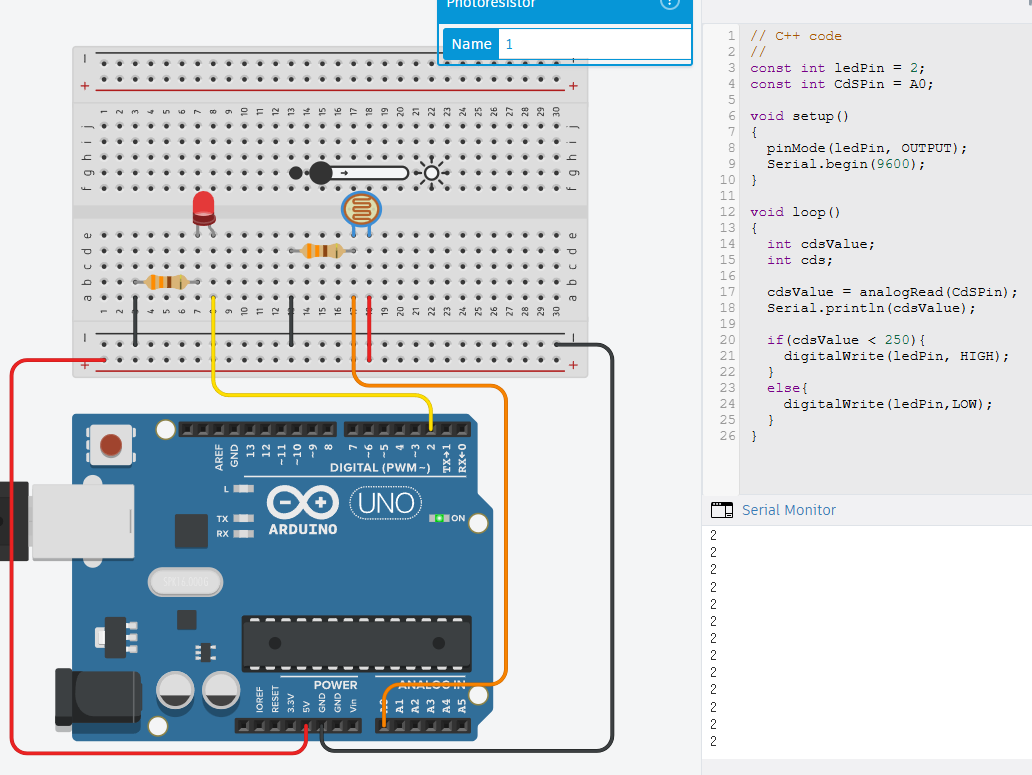 Photoresistor
?
Name
1
1 2 3 4 5 6 7 8 9 10 11 12 13 14 15 16 17 18 19 20 21 22 23 24 25 26 27 28 29 30
j
i
h
g
f
e
d
c
b
a
AREF
GND
13
12
~11
~10
~9
8
7
~6
~5
4
~3
2
TX→1
RX←0
DIGITAL (PWM~)
L
TX
RX
ARDUINO
UNO
ON
POWER
ANALOG IN
IOREF
RESET
3.3V
5V
GND
GND
Vin
A0
A1
A2
A3
A4
A5
1 // C++ code
2 //
3 const int ledPin = 2;
4 const int CdSPin = A0;
5
6 void setup()
7 {
8   pinMode(ledPin, OUTPUT);
9   Serial.begin(9600);
10 }
11
12 void loop()
13 {
14   int cdsValue;
15   int cds;
16
17   cdsValue = analogRead(CdSPin);
18   Serial.println(cdsValue);
19
20   if(cdsValue < 250){
21     digitalWrite(ledPin, HIGH);
22   }
23   else{
24     digitalWrite(ledPin,LOW);
25   }
26 }
Serial Monitor
2
2
2
2
2
2
2
2
2
2
2
2
2